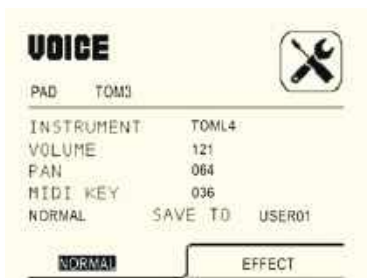 VOICE
PAD TOM3
INSTRUMENT TOML4
VOLUME 121
PAN 064
MIDI KEY 036
NORMAL SAVE TO USER01
NORMAL EFFECT